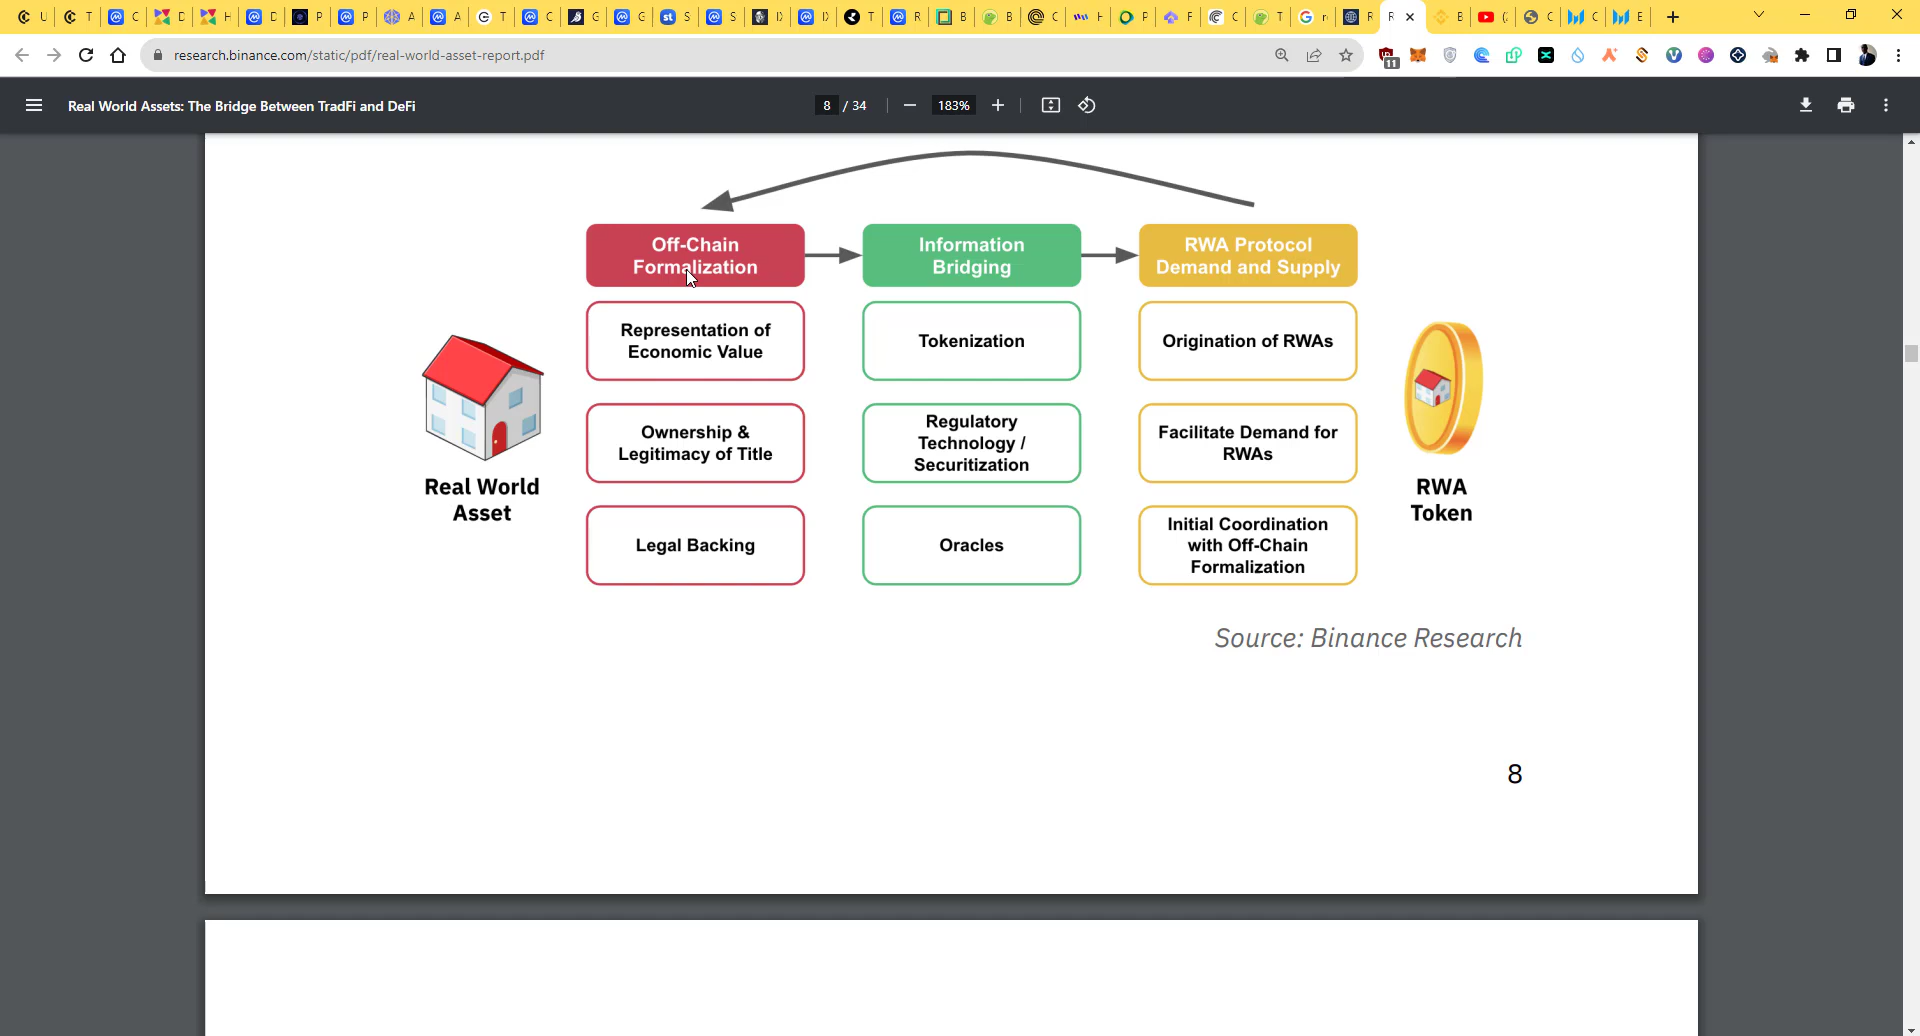 U
T
C
D
H
D
P
P
A
A
T
C
G
G
S
S
D
T
R
B
B
C
H
P
F
C
T
r
R
R
B
(
C
C
E
research.binance.com/static/pdf/real-world-asset-report.pdf
11
Real World Assets: The Bridge Between TradFi and DeFi
8 / 34
183%
Off-Chain
Formalization
Information
Bridging
RWA Protocol
Demand and Supply
Representation of
Economic Value
Tokenization
Origination of RWAs
Ownership &
Legitimacy of Title
Regulatory
Technology /
Securitization
Facilitate Demand for
RWAs
Real World
Asset
RWA
Token
Legal Backing
Oracles
Initial Coordination
with Off-Chain
Formalization
Source: Binance Research
8